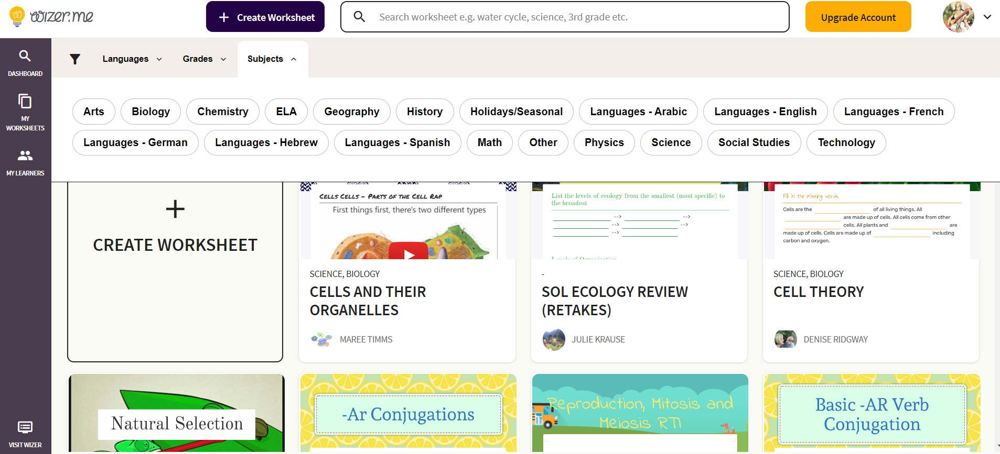 wizer.me
Create Worksheet
Search worksheet e.g. water cycle, science, 3rd grade etc.
Upgrade Account
DASHBOARD
MY
WORKSHEETS
MY LEARNERS
VISIT WIZER
Languages
Grades
Subjects
Arts
Biology
Chemistry
ELA
Geography
History
Holidays/Seasonal
Languages - Arabic
Languages - English
Languages - French
Languages - German
Languages - Hebrew
Languages - Spanish
Math
Other
Physics
Science
Social Studies
Technology
CREATE WORKSHEET
Cells Cells - Parts of the Cell Rap
First things first, there's two different types
SCIENCE, BIOLOGY
CELLS AND THEIR
ORGANELLES
MAREE TIMMS
List the levels of ecology from the smallest (most specific) to
the broadest
-->
-->
-->
-->
-->
Levels of Organization
-
SOL ECOLOGY REVIEW
(RETAKES)
JULIE KRAUSE
Fill in the missing words.
Cells are the of all living things. All
are made up of cells. All cells come from other
cells. All plants and are
made up of cells. Cells are made up of including
carbon and oxygen.
SCIENCE, BIOLOGY
CELL THEORY
DENISE RIDGWAY
Natural Selection
-Ar Conjugations
Reproduction, Mitosis and
Meiosis RTI
Basic -AR Verb
Conjugation